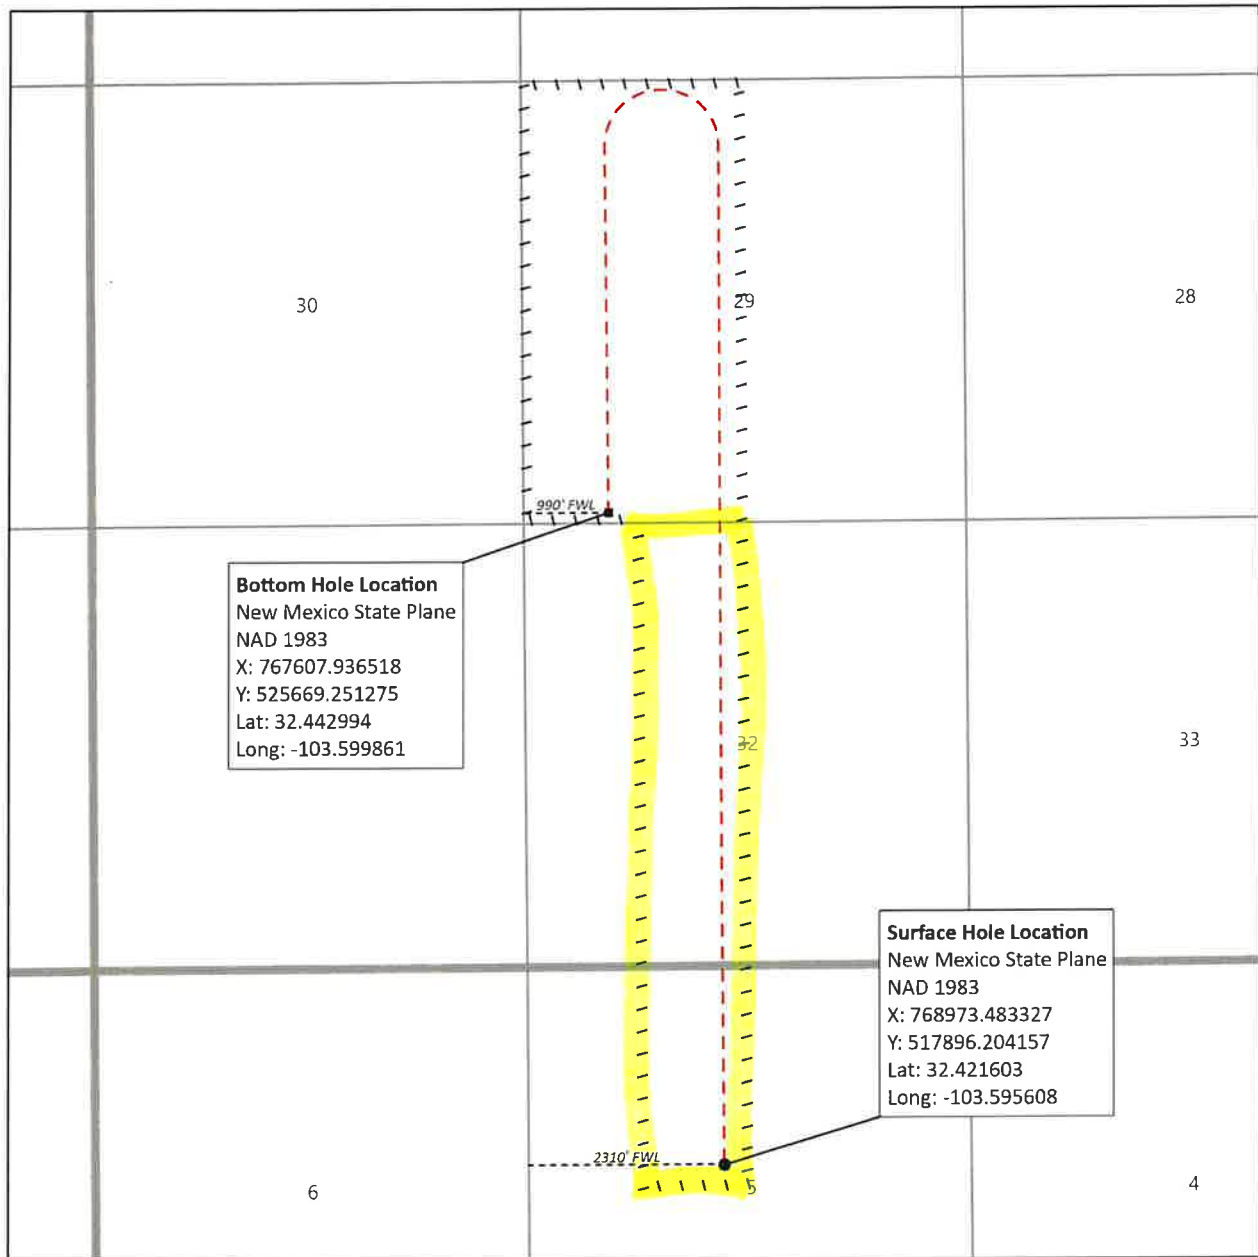 30
29
28
990' FWL
Bottom Hole Location
New Mexico State Plane
NAD 1983
X: 767607.936518
Y: 525669.251275
Lat: 32.442994
Long: -103.599861
32
33
Surface Hole Location
New Mexico State Plane
NAD 1983
X: 768973.483327
Y: 517896.204157
Lat: 32.421603
Long: -103.595608
2310' FWL
6
5
4